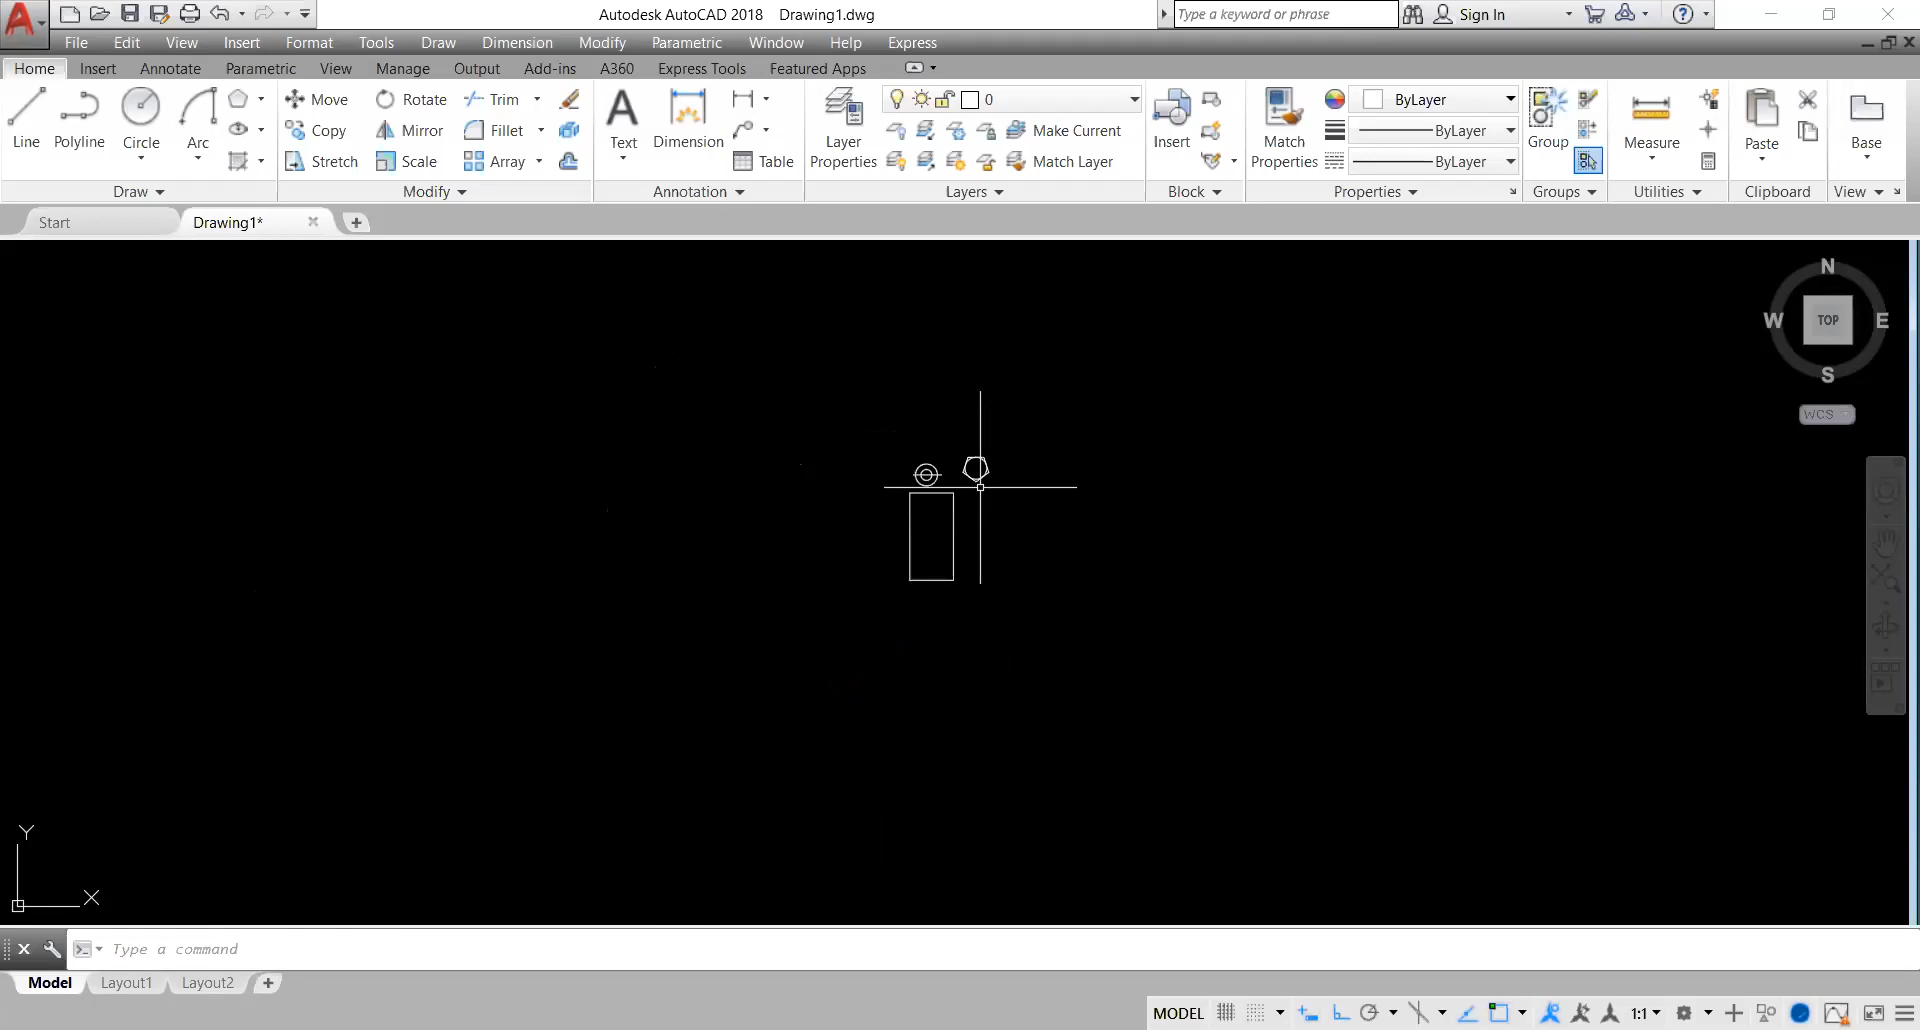 Autodesk AutoCAD 2018 Drawing1.dwg Type a keyword or phrase Sign In
File Edit View Insert Format Tools Draw Dimension Modify Parametric Window Help Express
Home Insert Annotate Parametric View Manage Output Add-ins A360 Express Tools Featured Apps
Move Rotate Trim 0 ByLayer
Copy Mirror Fillet Make Current ByLayer
Line Polyline Circle Arc Text Dimension Layer Properties Insert Match Properties Group Measure Paste Base
Stretch Scale Array Table Match Layer ByLayer
Draw Modify Annotation Layers Block Properties Groups Utilities Clipboard View
Start Drawing1*
N
W TOP E
S
WCS
Y
X
Type a command
Model Layout1 Layout2
MODEL 1:1